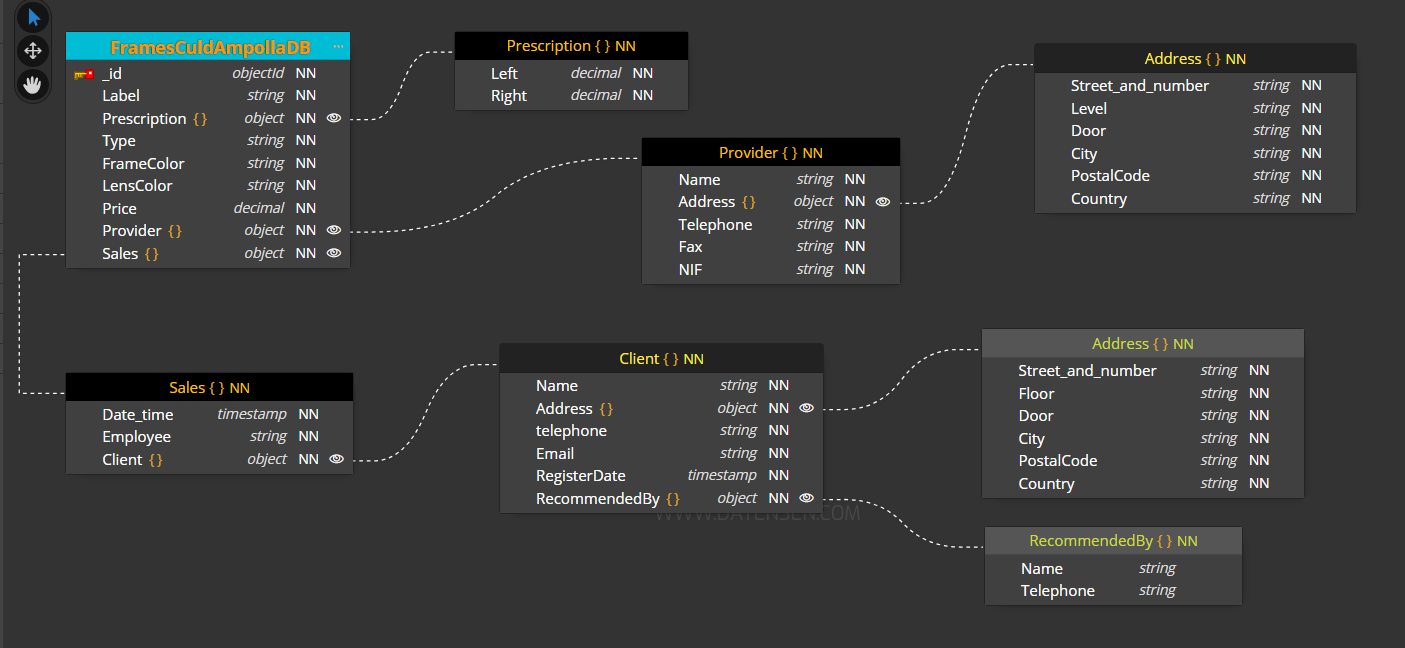 FramesCuldAmpollaDB ...
_id objectId NN
Label string NN
Prescription { } object NN
Type string NN
FrameColor string NN
LensColor string NN
Price decimal NN
Provider { } object NN
Sales { } object NN
Prescription { } NN
Left decimal NN
Right decimal NN
Provider { } NN
Name string NN
Address { } object NN
Telephone string NN
Fax string NN
NIF string NN
Address { } NN
Street_and_number string NN
Level string NN
Door string NN
City string NN
PostalCode string NN
Country string NN
Sales { } NN
Date_time timestamp NN
Employee string NN
Client { } object NN
Client { } NN
Name string NN
Address { } object NN
telephone string NN
Email string NN
RegisterDate timestamp NN
RecommendedBy { } object NN
Address { } NN
Street_and_number string NN
Floor string NN
Door string NN
City string NN
PostalCode string NN
Country string NN
RecommendedBy { } NN
Name string
Telephone string
WWW.DATENSEN.COM